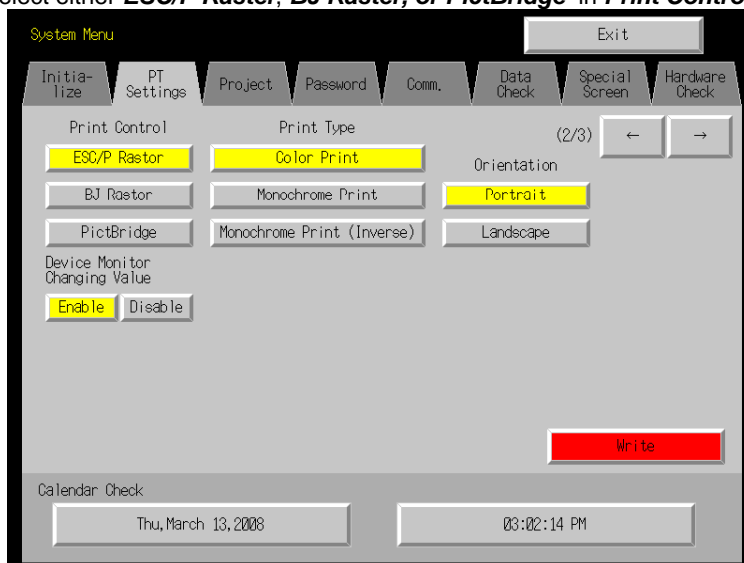 elect either ESC/P Raster, BJ Raster, or PictBridge in Print Contro
System Menu
Exit
Initia-
lize
PT
Settings
Project
Password
Comm.
Data
Check
Special
Screen
Hardware
Check
Print Control
Print Type
(2/3)
←
→
ESC/P Rastor
Color Print
Orientation
Portrait
BJ Rastor
Monochrome Print
PictBridge
Monochrome Print (Inverse)
Landscape
Device Monitor
Changing Value
Enable
Disable
Write
Calendar Check
Thu,March 13,2008
03:02:14 PM